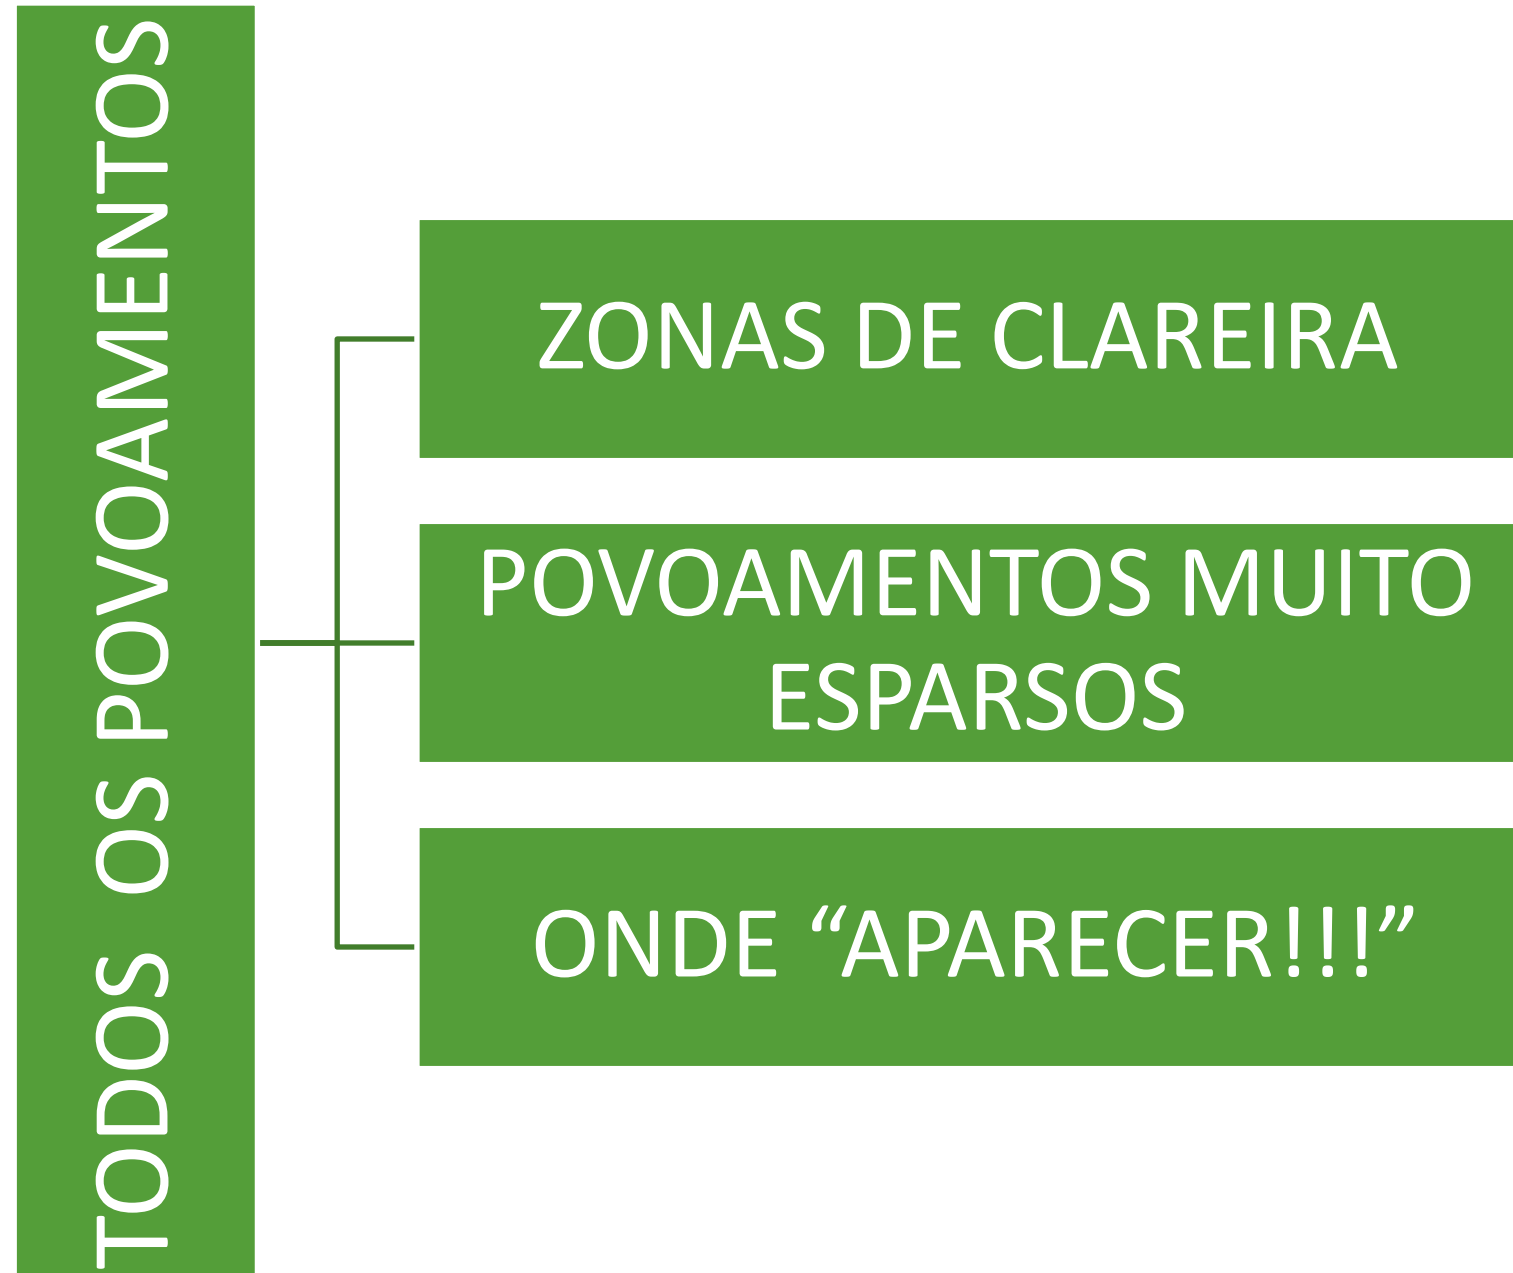 TODOS OS POVOAMENTOS
ZONAS DE CLAREIRA
POVOAMENTOS MUITO
ESPARSOS
ONDE “APARECER!!!”